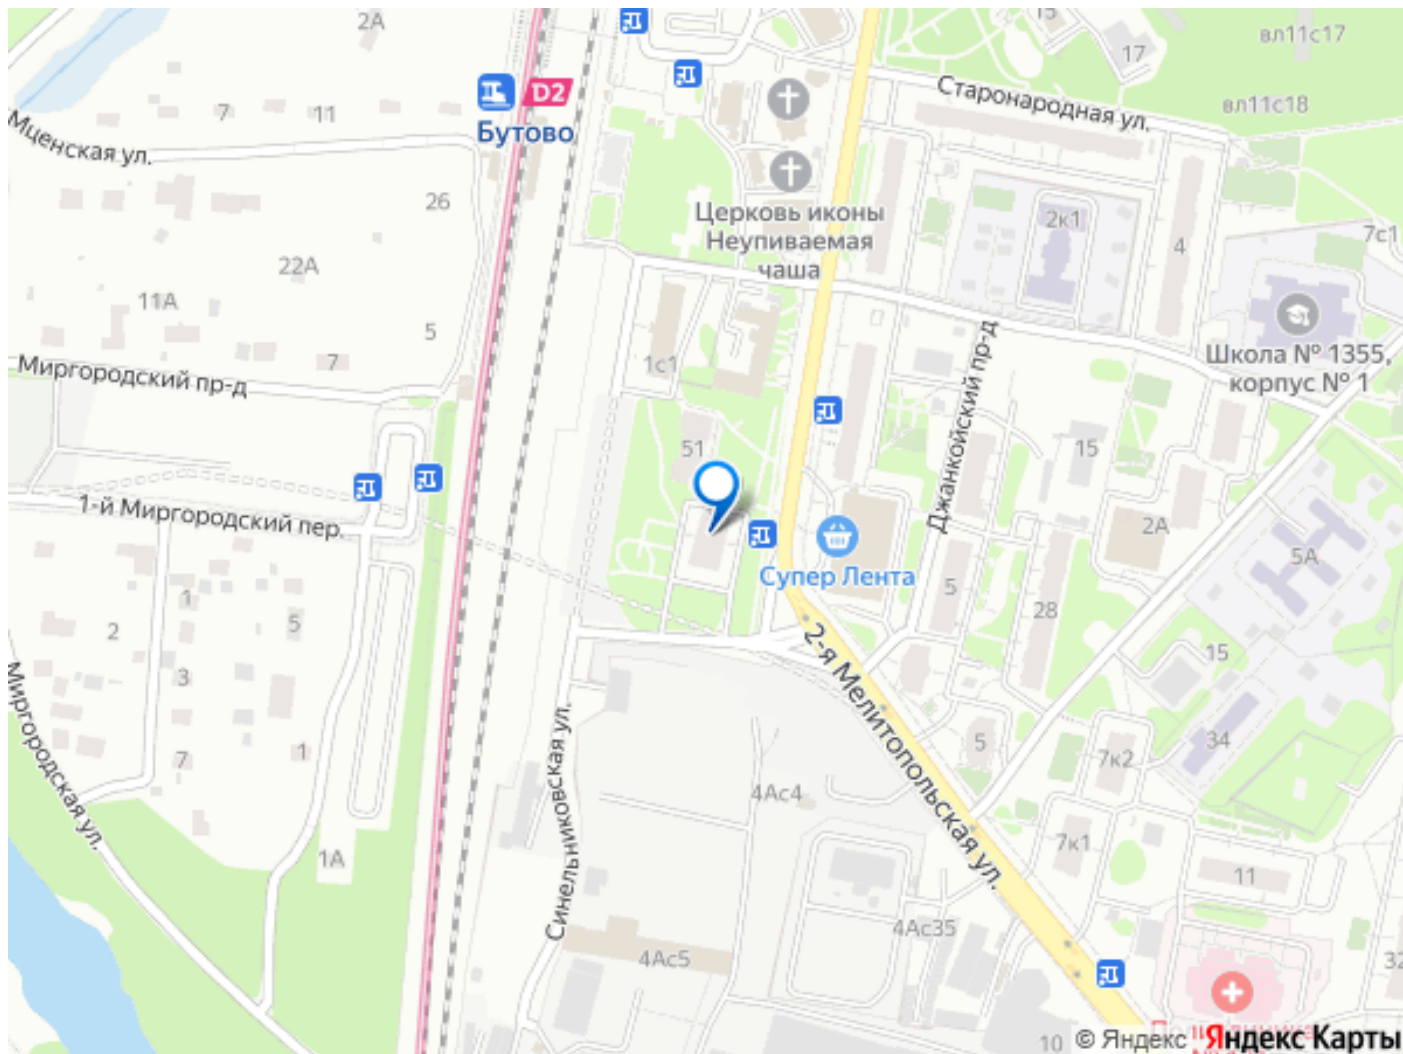 2А
15
вл11с17
17
D2
Старонародная ул.
вл11с18
7
11
Бутово
Мценская ул.
26
Церковь иконы
Неупиваемая
чаша
2к1
4
7с1
22А
11А
5
Школа № 1355,
корпус № 1
7
1с1
Миргородский пр-д
Джанкойский пр-д
51
15
1-й Миргородский пер.
2А
5А
Супер Лента
5
28
1
5
2
15
3
2-я Мелитопольская ул.
Миргородская ул.
Синельниковская ул.
7
1
5
7к2
34
4Ас4
7к1
1А
11
4Ас35
4Ас5
32
10
© Яндекс
Яндекс Карты